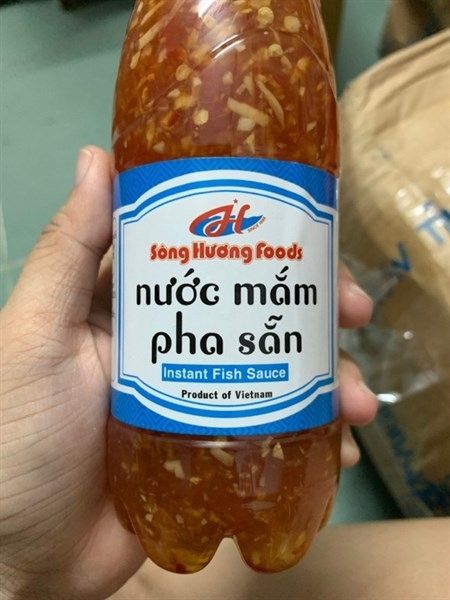 Sông Hương Foods
nước mắm
pha sẵn
Instant Fish Sauce
Product of Vietnam